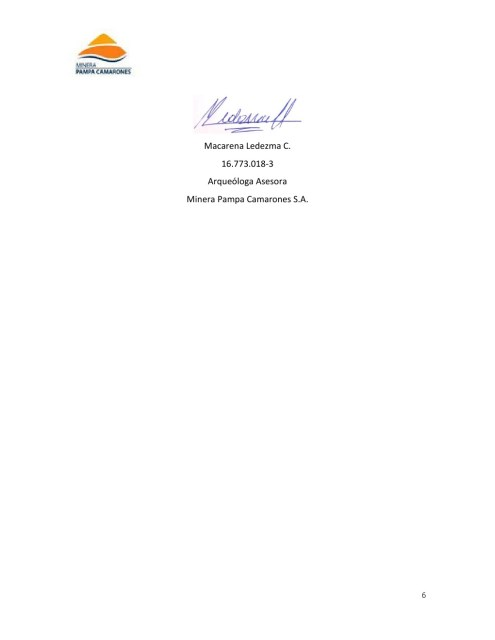 MINERA
PAMPA CAMARONES
Macarena Ledezma C.
16.773.018-3
Arqueóloga Asesora
Minera Pampa Camarones S.A.
6